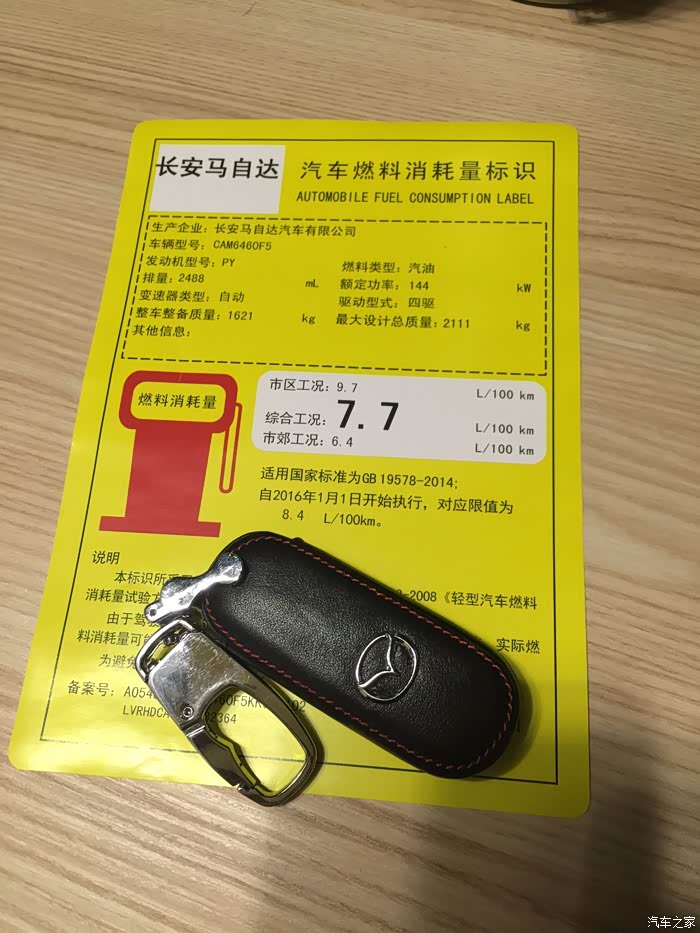 长安马自达
汽车燃料消耗量标识
AUTOMOBILE FUEL CONSUMPTION LABEL
生产企业：长安马自达汽车有限公司
车辆型号：CAM6460F5
发动机型号：PY 燃料类型：汽油
排量：2488 mL 额定功率：144 kW
变速器类型：自动 驱动型式：四驱
整车整备质量：1621 kg 最大设计总质量：2111 kg
其他信息：
燃料消耗量
市区工况：9.7 L/100 km
综合工况：7.7 L/100 km
市郊工况：6.4 L/100 km
适用国家标准为GB 19578-2014;
自2016年1月1日开始执行，对应限值为
8.4 L/100km。
说明
本标识所 -2008《轻型汽车燃料
消耗量试验方
由于驾 实际燃
料消耗量可能
为避免
备案号：A054 60F5K 02
LVRHDCA 2364
汽车之家